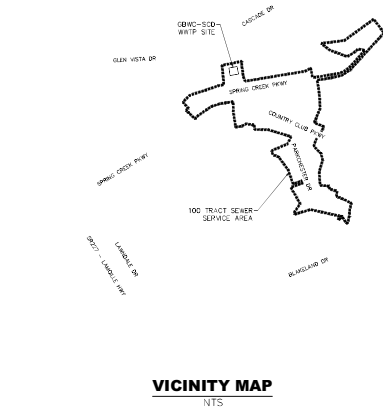 CASCADE DR
GBWC-SCD
WWTP SITE
GLEN VISTA DR
SPRING CREEK PKWY
COUNTRY CLUB PKWY
PARKCHESTER DR
SPRING CREEK PKWY
100 TRACT SEWER
SERVICE AREA
LAWNDALE DR
SR227 - LAMOILLE HWY
BLAKELAND DR
VICINITY MAP
NTS